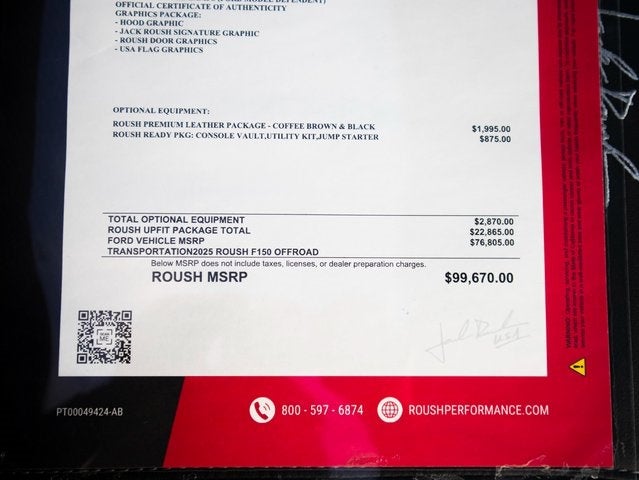 OFFICIAL CERTIFICATE OF AUTHENTICITY
GRAPHICS PACKAGE:
- HOOD GRAPHIC
- JACK ROUSH SIGNATURE GRAPHIC
- ROUSH DOOR GRAPHICS
- USA FLAG GRAPHICS
OPTIONAL EQUIPMENT:
ROUSH PREMIUM LEATHER PACKAGE - COFFEE BROWN & BLACK $1,995.00
ROUSH READY PKG: CONSOLE VAULT,UTILITY KIT,JUMP STARTER $875.00
TOTAL OPTIONAL EQUIPMENT $2,870.00
ROUSH UPFIT PACKAGE TOTAL $22,865.00
FORD VEHICLE MSRP $76,805.00
TRANSPORTATION2025 ROUSH F150 OFFROAD
Below MSRP does not include taxes, licenses, or dealer preparation charges.
ROUSH MSRP $99,670.00
SCAN
ME
PT00049424-AB
800 - 597 - 6874
ROUSHPERFORMANCE.COM